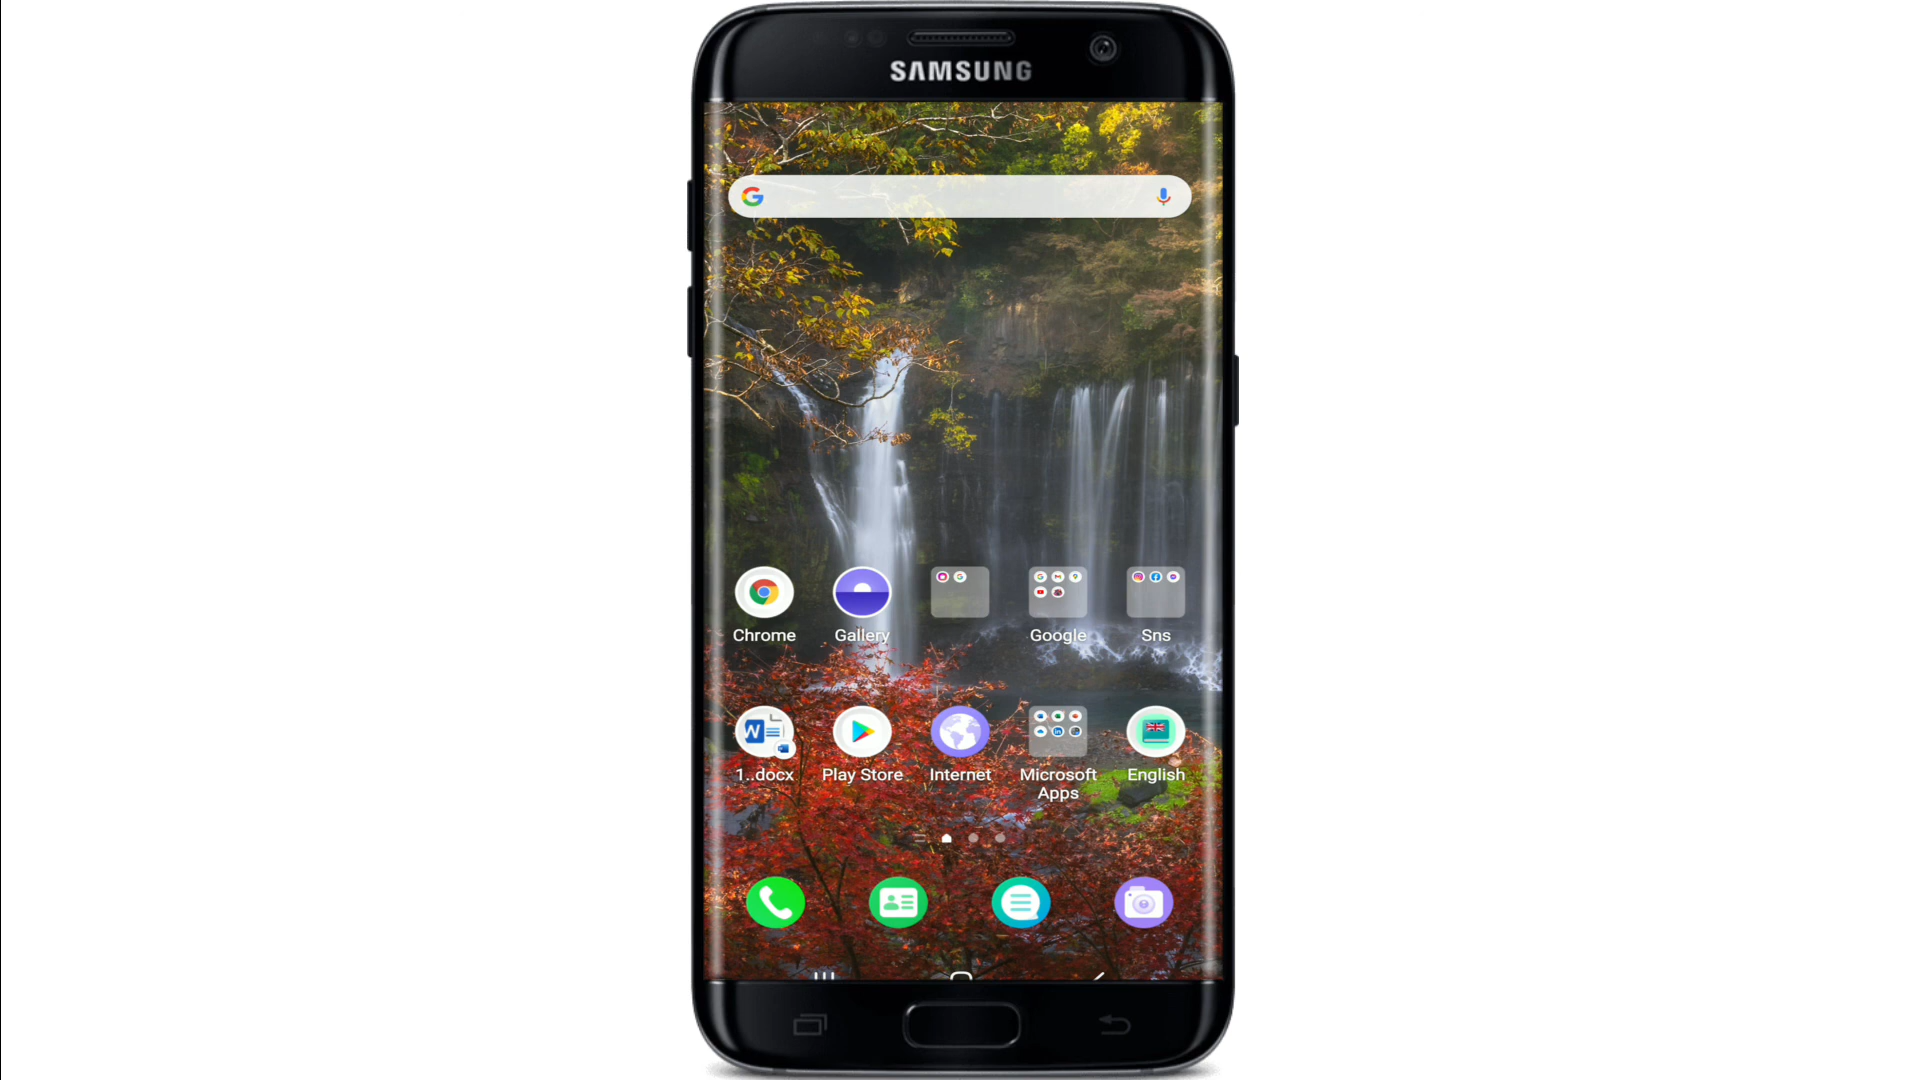 SAMSUNG
Chrome Gallery Google Sns
W
1..docx Play Store Internet Microsoft Apps English